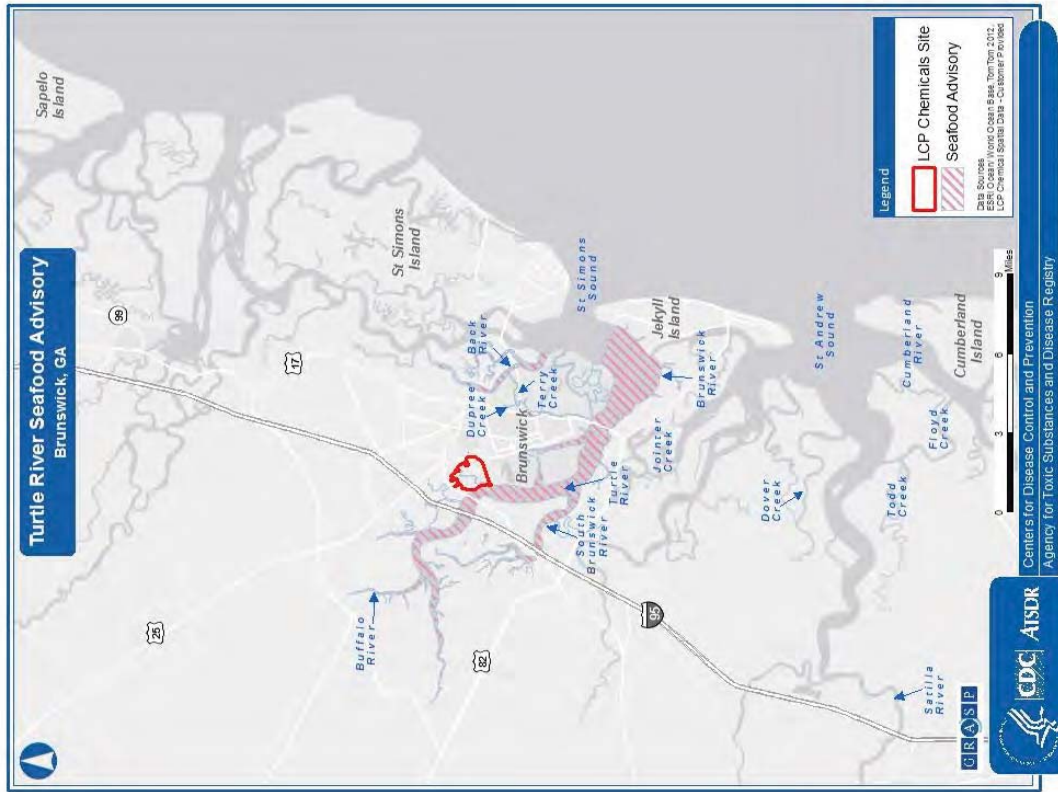 Turtle River Seafood Advisory
Brunswick, GA
Sapelo
Island
99
17
25
St Simons
Island
Back
River
Dupree
Creek
Terry
Creek
St Simons
Sound
Buffalo
River
Brunswick
82
Jekyll
Island
Brunswick
River
Jointer
Creek
Turtle
River
South
Brunswick
River
95
Dover
Creek
St Andrew
Sound
Cumberland
River
Cumberland
Island
Floyd
Creek
Todd
Creek
Satilla
River
Legend
LCP Chemicals Site
Seafood Advisory
Data Sources
ESRI Ocean/ World Ocean Base, TomTom 2012,
LCP Chemical Spatial Data - Customer Provided
0 3 6 9
Miles
GRASP
CDC ATSDR
Centers for Disease Control and Prevention
Agency for Toxic Substances and Disease Registry